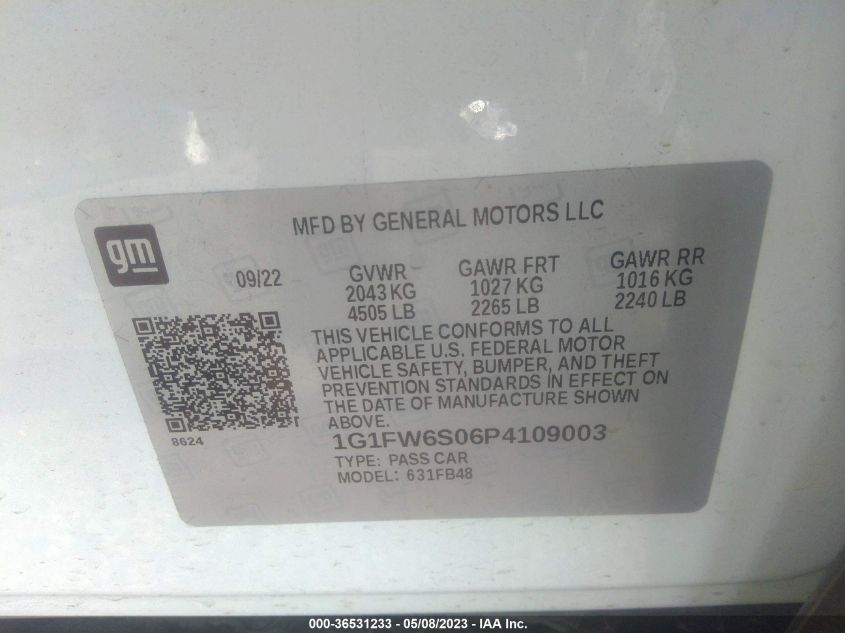 MFD BY GENERAL MOTORS LLC
gm
09/22
GVWR GAWR FRT GAWR RR
2043 KG 1027 KG 1016 KG
4505 LB 2265 LB 2240 LB
THIS VEHICLE CONFORMS TO ALL
APPLICABLE U.S. FEDERAL MOTOR
VEHICLE SAFETY, BUMPER, AND THEFT
PREVENTION STANDARDS IN EFFECT ON
THE DATE OF MANUFACTURE SHOWN
ABOVE.
8624
1G1FW6S06P4109003
TYPE: PASS CAR
MODEL: 631FB48
000-36531233 - 05/08/2023 - IAA Inc.